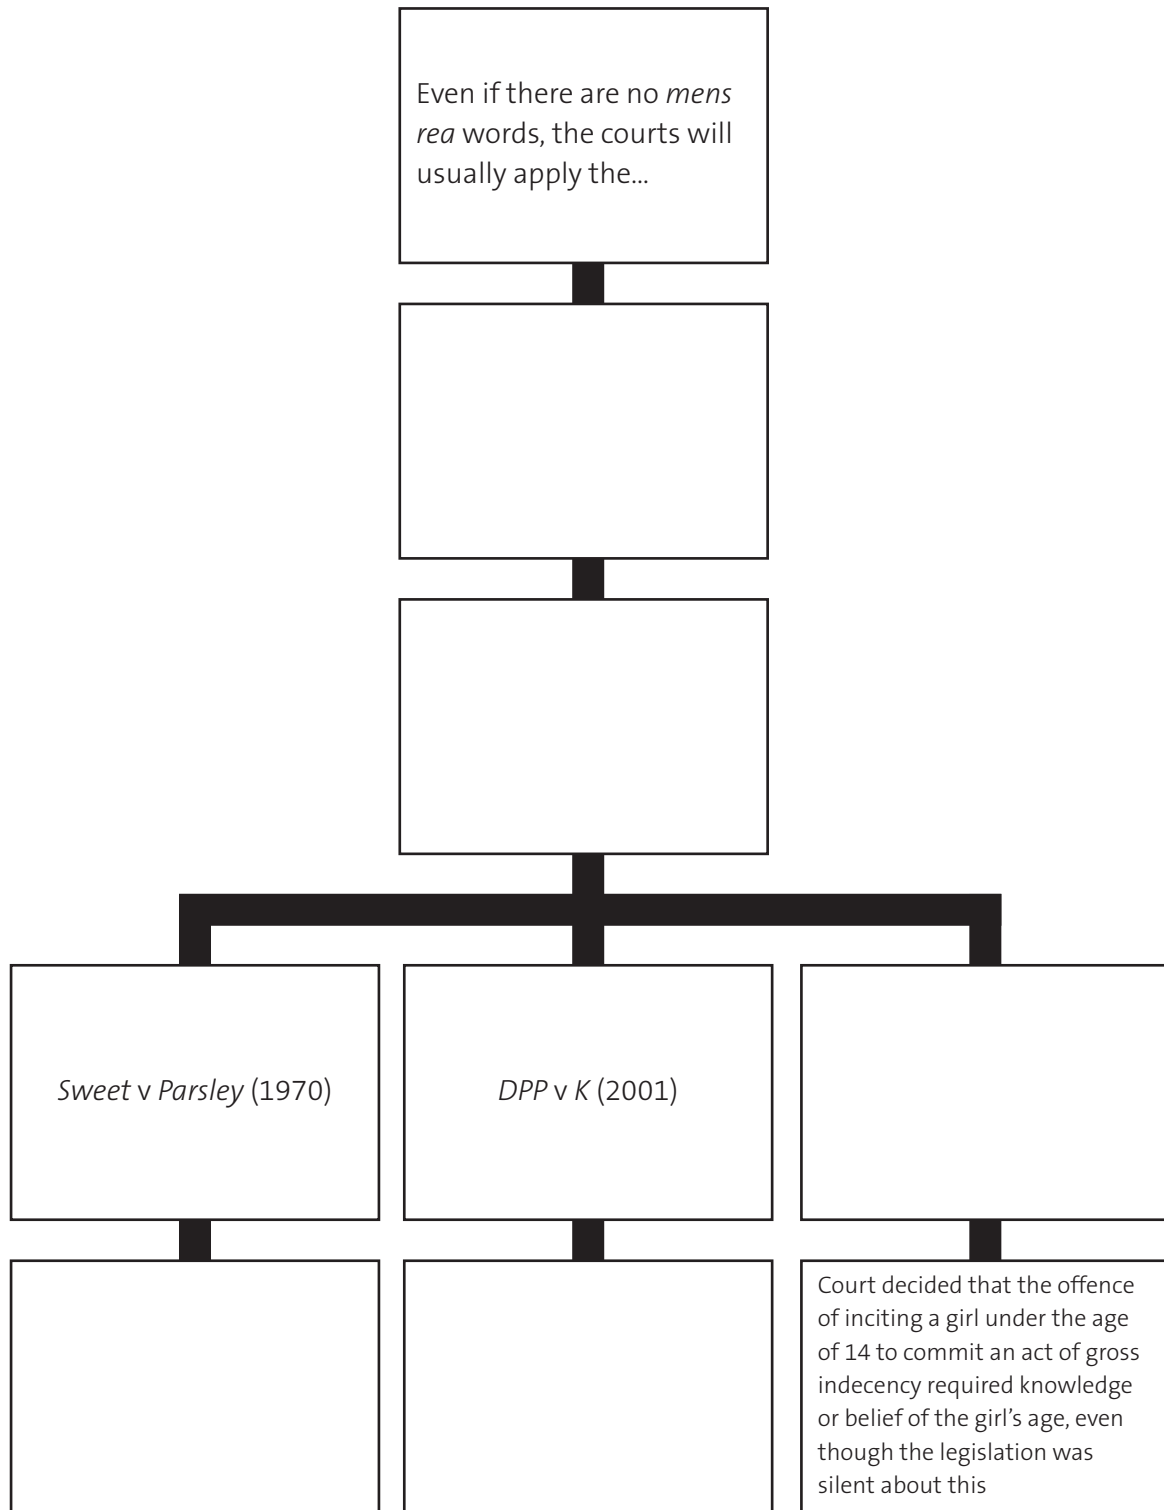 Even if there are no mens
rea words, the courts will
usually apply the...
Sweet v Parsley (1970)
DPP v K (2001)
Court decided that the offence
of inciting a girl under the age
of 14 to commit an act of gross
indecency required knowledge
or belief of the girl’s age, even
though the legislation was
silent about this